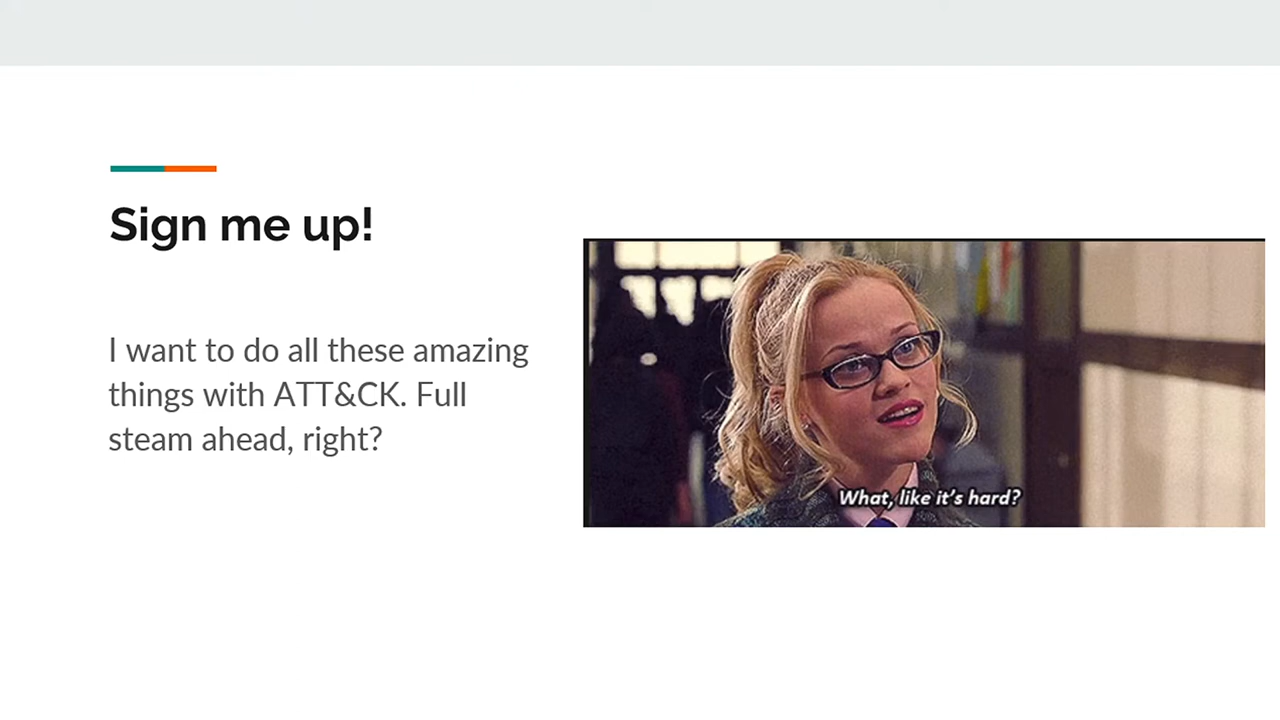 Sign me up!
I want to do all these amazing
things with ATT&CK. Full
steam ahead, right?
What, like it's hard?